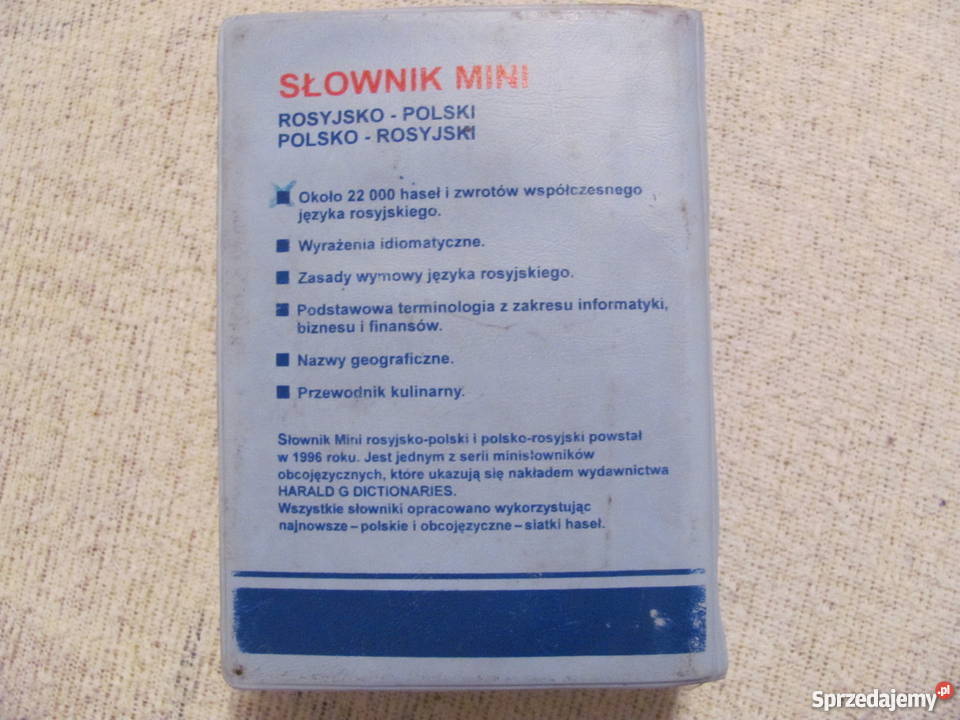 SŁOWNIK MINI
ROSYJSKO - POLSKI
POLSKO - ROSYJSKI
Około 22 000 haseł i zwrotów współczesnego
języka rosyjskiego.
Wyrażenia idiomatyczne.
Zasady wymowy języka rosyjskiego.
Podstawowa terminologia z zakresu informatyki,
biznesu i finansów.
Nazwy geograficzne.
Przewodnik kulinarny.
Słownik Mini rosyjsko-polski i polsko-rosyjski powstał
w 1996 roku. Jest jednym z serii minisłowników
obcojęzycznych, które ukazują się nakładem wydawnictwa
HARALD G DICTIONARIES.
Wszystkie słowniki opracowano wykorzystując
najnowsze – polskie i obcojęzyczne – siatki haseł.
Sprzedajemy.pl